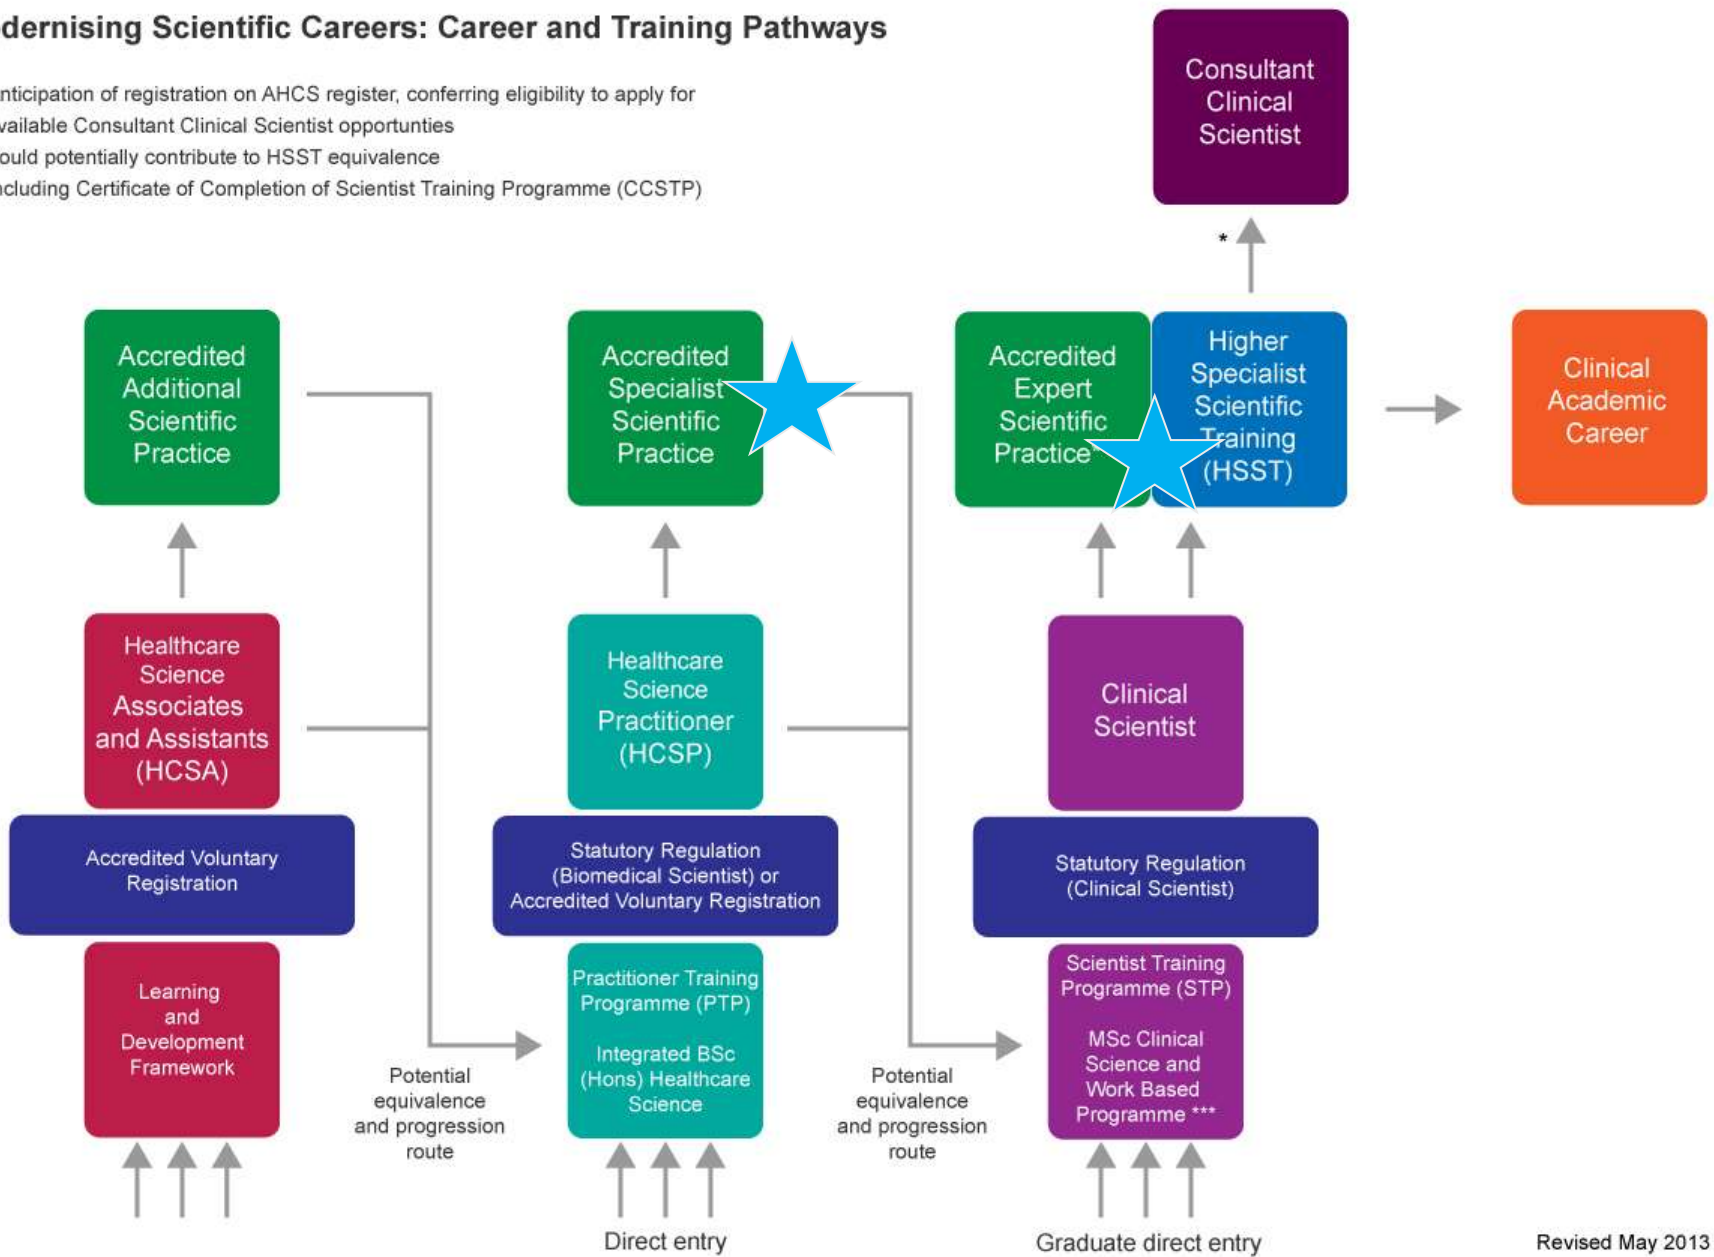 dernising Scientific Careers: Career and Training Pathways
nticipation of registration on AHCS register, conferring eligibility to apply for
vailable Consultant Clinical Scientist opportunties
ould potentially contribute to HSST equivalence
ncluding Certificate of Completion of Scientist Training Programme (CCSTP)
Consultant
Clinical
Scientist
*
Accredited
Additional
Scientific
Practice
Accredited
Specialist
Scientific
Practice
Accredited
Expert
Scientific
Practice*
Higher
Specialist
Scientific
Training
(HSST)
Clinical
Academic
Career
Healthcare
Science
Associates
and Assistants
(HCSA)
Healthcare
Science
Practitioner
(HCSP)
Clinical
Scientist
Accredited Voluntary
Registration
Statutory Regulation
(Biomedical Scientist) or
Accredited Voluntary Registration
Statutory Regulation
(Clinical Scientist)
Learning
and
Development
Framework
Potential
equivalence
and progression
route
Practitioner Training
Programme (PTP)
Integrated BSc
(Hons) Healthcare
Science
Potential
equivalence
and progression
route
Scientist Training
Programme (STP)
MSc Clinical
Science and
Work Based
Programme ***
Direct entry
Graduate direct entry
Revised May 2013